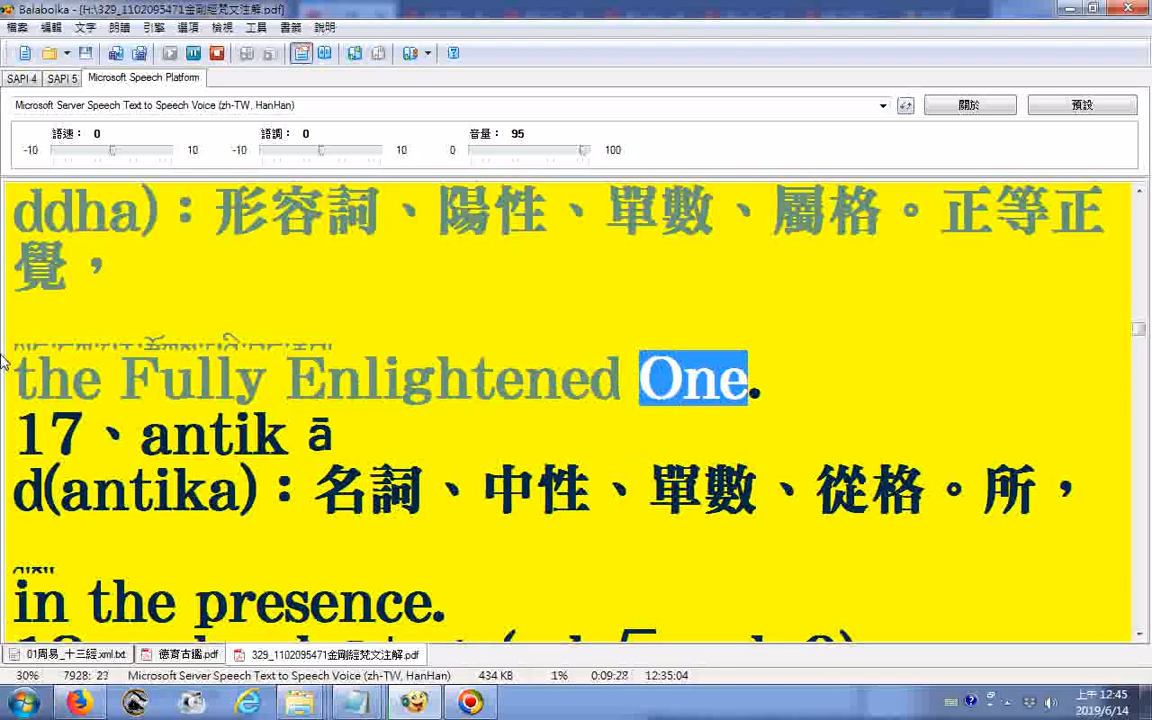 Balabolka - [H:\329_1102095471金剛經梵文注解.pdf]
檔案 編輯 文字 朗讀 引擎 選項 檢視 工具 書籤 說明
SAPI 4 SAPI 5 Microsoft Speech Platform
Microsoft Server Speech Text to Speech Voice (zh-TW, HanHan) 關於 預設
語速： 0 語調： 0 音量： 95
-10 10 -10 10 0 100
ddha)：形容詞、陽性、單數、屬格。正等正
覺，
the Fully Enlightened One.
17、antik ā
d(antika)：名詞、中性、單數、從格。所，
in the presence.
01周易_十三經.xml.txt 德育古鑑.pdf 329_1102095471金剛經梵文注解.pdf
30% 7928: 23 Microsoft Server Speech Text to Speech Voice (zh-TW, HanHan) 434 KB 1% 0:09:28 12:35:04
上午 12:45
2019/6/14